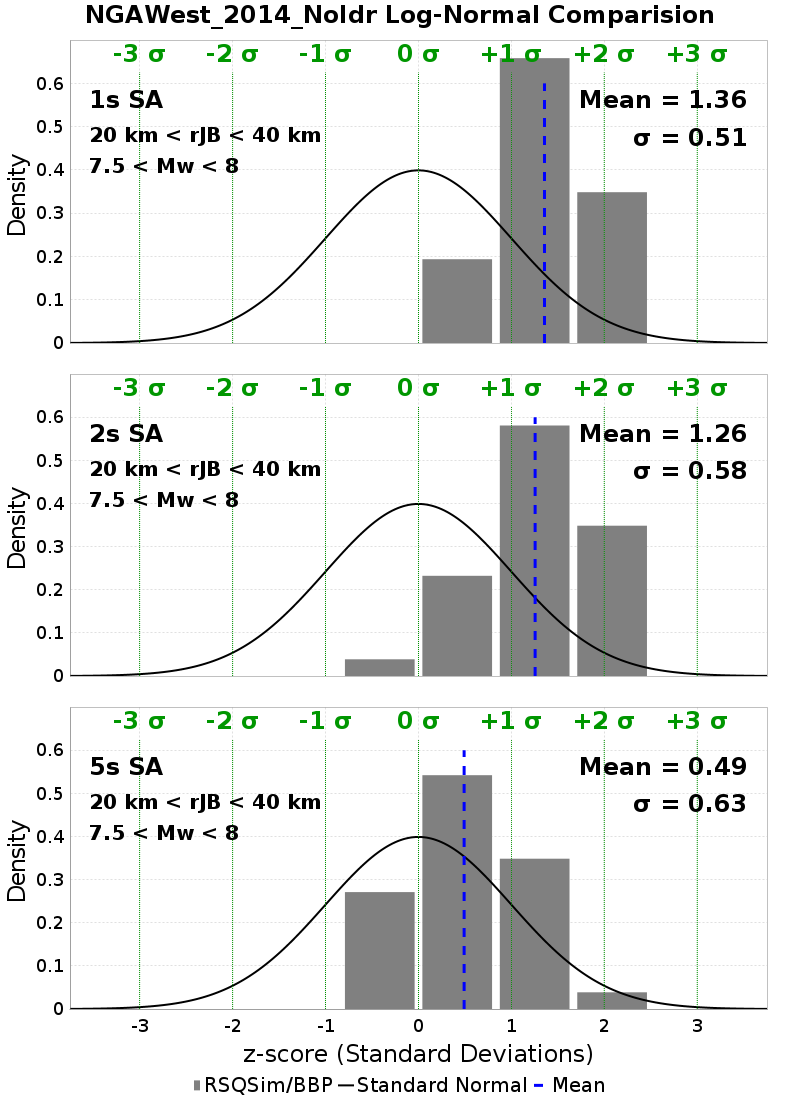 NGAWest_2014_NoIdr Log-Normal Comparision
-3 σ -2 σ -1 σ 0 σ +1 σ +2 σ +3 σ
1s SA
Mean = 1.36
20 km < rJB < 40 km
σ = 0.51
7.5 < Mw < 8
Density
0.6
0.5
0.4
0.3
0.2
0.1
0
-3 σ -2 σ -1 σ 0 σ +1 σ +2 σ +3 σ
2s SA
Mean = 1.26
20 km < rJB < 40 km
σ = 0.58
7.5 < Mw < 8
Density
0.6
0.5
0.4
0.3
0.2
0.1
0
-3 σ -2 σ -1 σ 0 σ +1 σ +2 σ +3 σ
5s SA
Mean = 0.49
20 km < rJB < 40 km
σ = 0.63
7.5 < Mw < 8
Density
0.6
0.5
0.4
0.3
0.2
0.1
0
-3 -2 -1 0 1 2 3
z-score (Standard Deviations)
RSQSim/BBP Standard Normal Mean